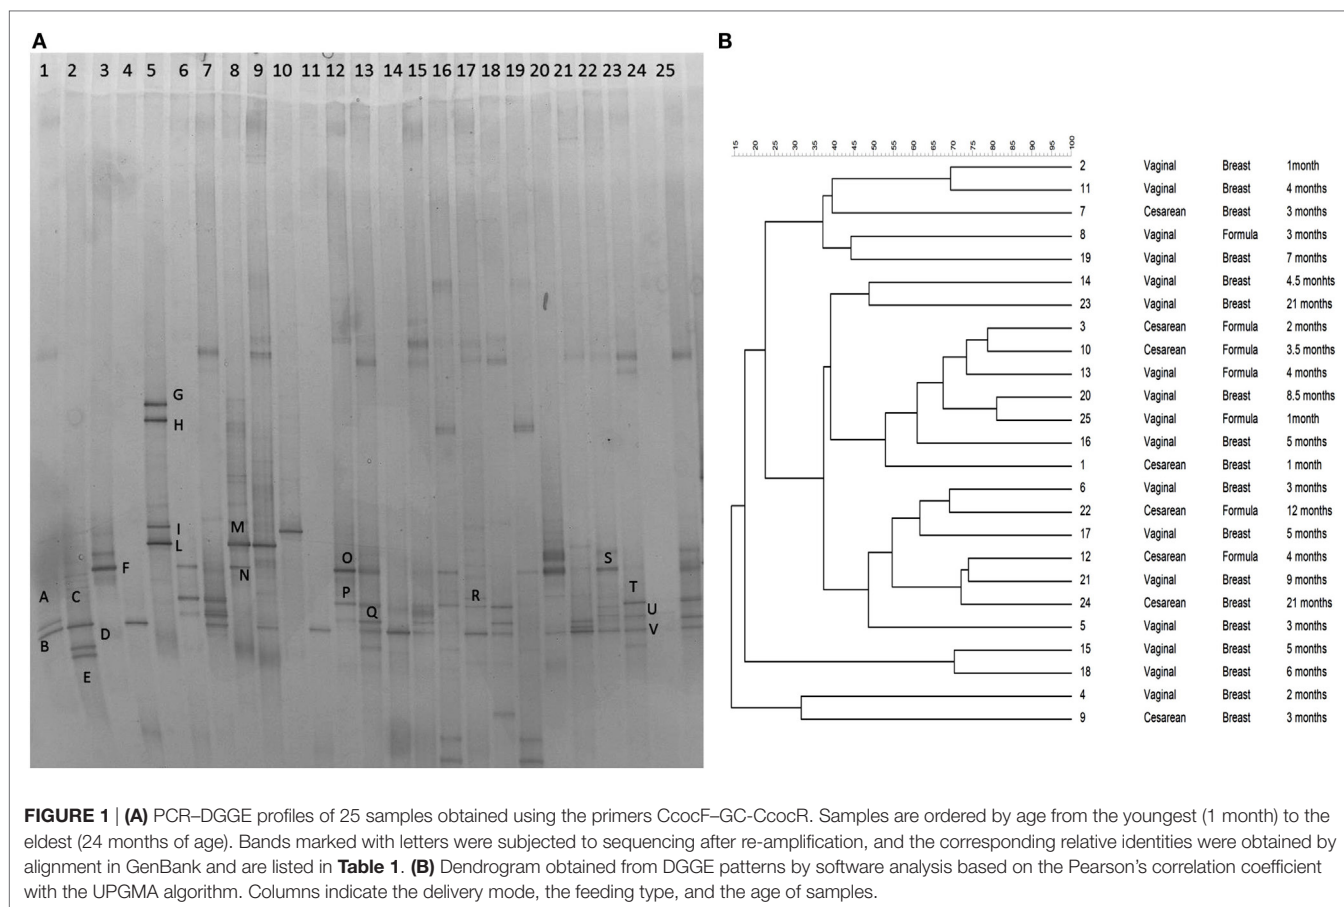 A
1 2 3 4 5 6 7 8 9 10 11 12 13 14 15 16 17 18 19 20 21 22 23 24 25
G
H
I
M
L
O
S
F
N
T
A
C
P
R
Q
U
D
V
B
E
B
15 20 25 30 35 40 45 50 55 60 65 70 75 80 85 90 95 100
2 Vaginal Breast 1month
11 Vaginal Breast 4 months
7 Cesarean Breast 3 months
8 Vaginal Formula 3 months
19 Vaginal Breast 7 months
14 Vaginal Breast 4.5 monhts
23 Vaginal Breast 21 months
3 Cesarean Formula 2 months
10 Cesarean Formula 3.5 months
13 Vaginal Formula 4 months
20 Vaginal Breast 8.5 months
25 Vaginal Formula 1month
16 Vaginal Breast 5 months
1 Cesarean Breast 1 month
6 Vaginal Breast 3 months
22 Cesarean Formula 12 months
17 Vaginal Breast 5 months
12 Cesarean Formula 4 months
21 Vaginal Breast 9 months
24 Cesarean Breast 21 months
5 Vaginal Breast 3 months
15 Vaginal Breast 5 months
18 Vaginal Breast 6 months
4 Vaginal Breast 2 months
9 Cesarean Breast 3 months
FIGURE 1 | (A) PCR–DGGE profiles of 25 samples obtained using the primers CcocF–GC-CcocR. Samples are ordered by age from the youngest (1 month) to the
eldest (24 months of age). Bands marked with letters were subjected to sequencing after re-amplification, and the corresponding relative identities were obtained by
alignment in GenBank and are listed in Table 1. (B) Dendrogram obtained from DGGE patterns by software analysis based on the Pearson's correlation coefficient
with the UPGMA algorithm. Columns indicate the delivery mode, the feeding type, and the age of samples.